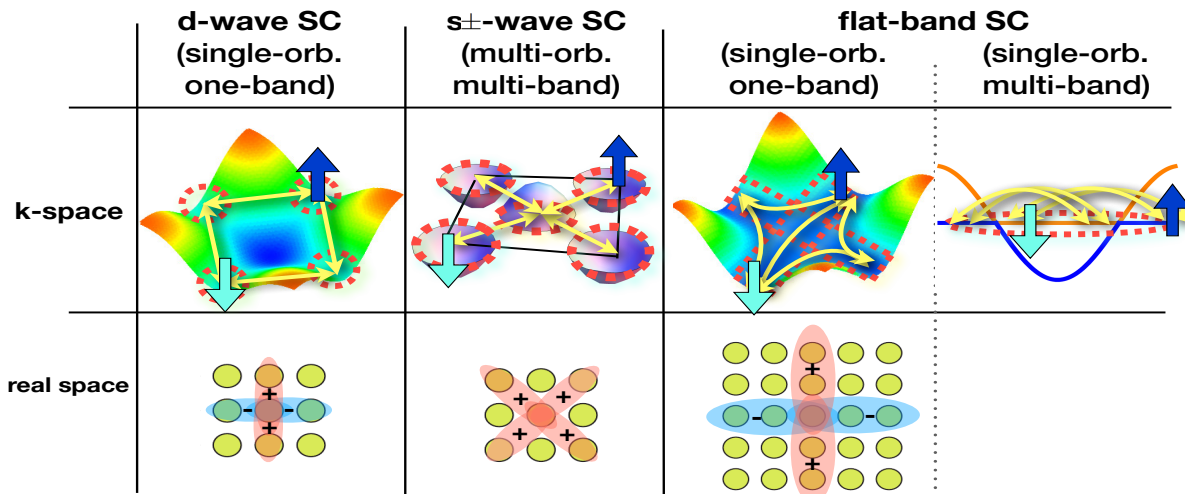 d-wave SC
(single-orb.
one-band)
s±-wave SC
(multi-orb.
multi-band)
flat-band SC
(single-orb.
one-band)
(single-orb.
multi-band)
k-space
real space
+
- -
+
+ +
+ +
+
- -
+